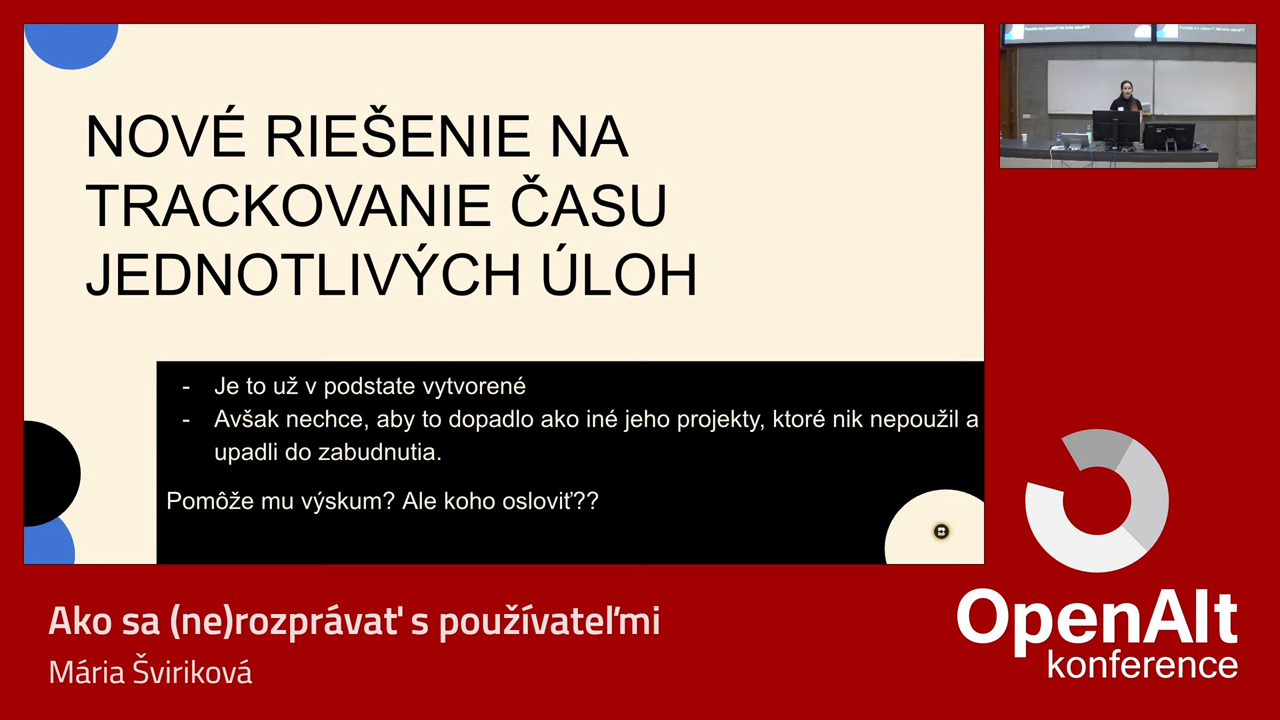 NOVÉ RIEŠENIE NA
TRACKOVANIE ČASU
JEDNOTLIVÝCH ÚLOH
- Je to už v podstate vytvorené
- Avšak nechce, aby to dopadlo ako iné jeho projekty, ktoré nik nepoužil a
upadli do zabudnutia.
Pomôže mu výskum? Ale koho osloviť??
Ako sa (ne)rozprávať s používateľmi
Mária Šviriková
OpenAlt
konference